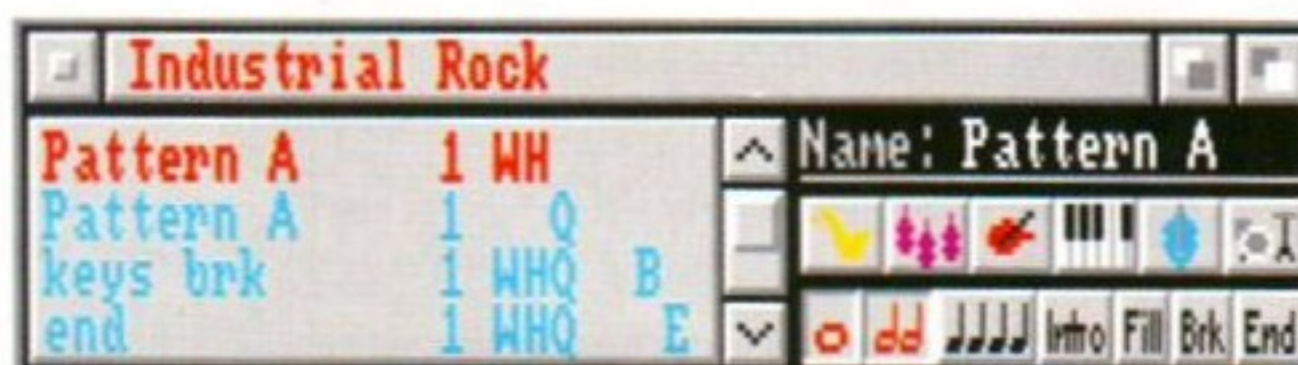 Industrial Rock
Pattern A 1 WH
Pattern A 1 Q
keys brk 1 WHQ B
end 1 WHQ E
Name: Pattern A
Intro Fill Brk End